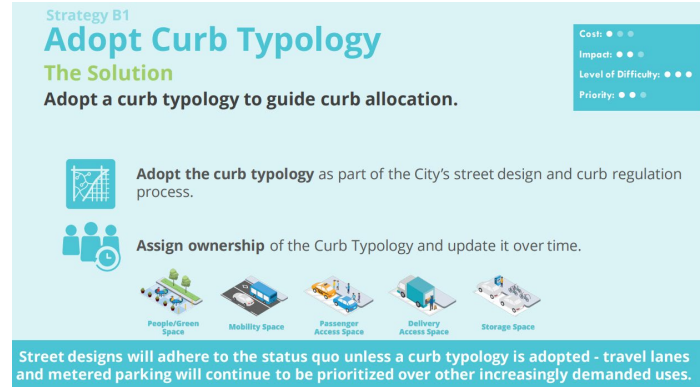 Strategy B1
Adopt Curb Typology
The Solution
Adopt a curb typology to guide curb allocation.
Cost:
Impact:
Level of Difficulty:
Priority:
Adopt the curb typology as part of the City's street design and curb regulation
process.
Assign ownership of the Curb Typology and update it over time.
People/Green
Space
Mobility Space
Passenger
Access Space
Delivery
Access Space
Storage Space
Street designs will adhere to the status quo unless a curb typology is adopted - travel lanes
and metered parking will continue to be prioritized over other increasingly demanded uses.